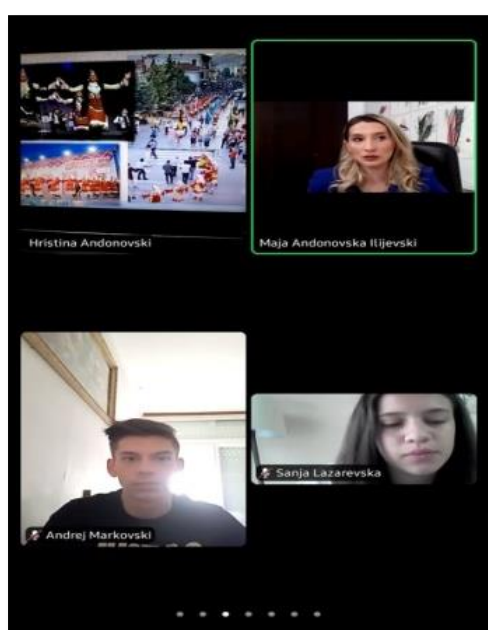 Hristina Andonovski
Maja Andonovska Ilijevski
Andrej Markovski
Sanja Lazarevska